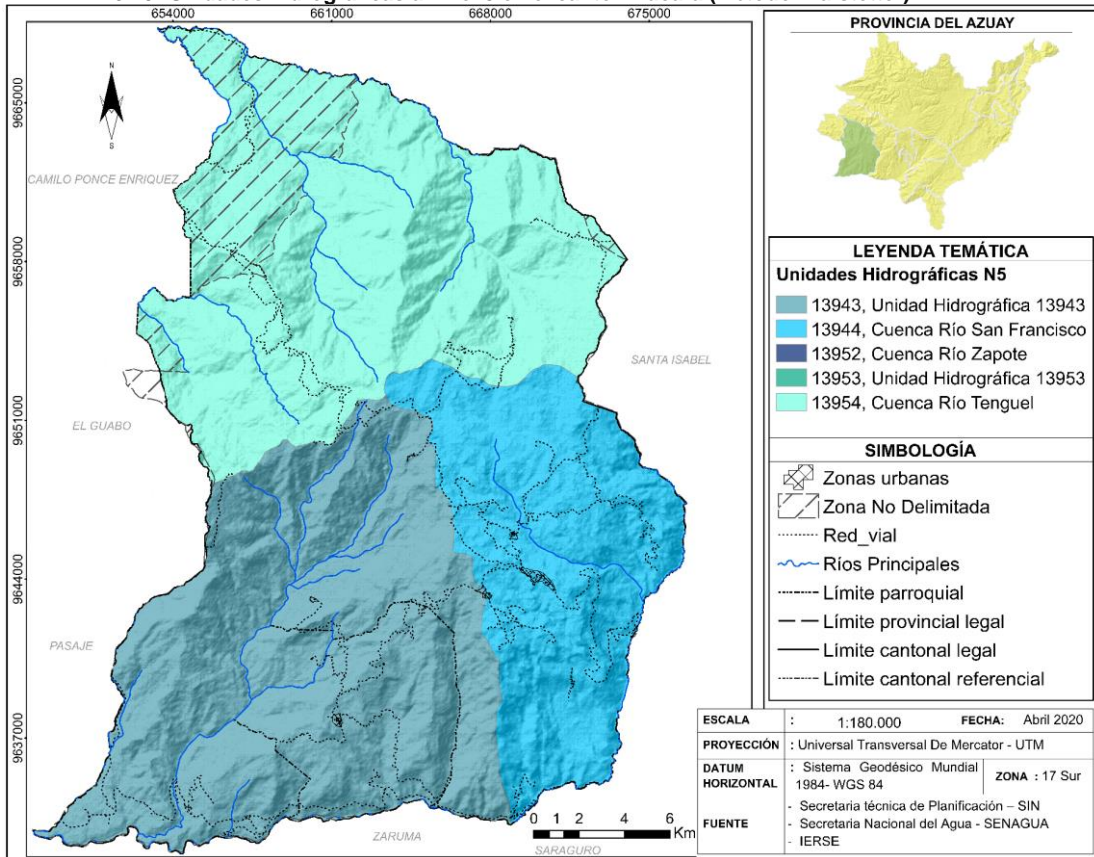 654000 661000 668000 675000
9665000
9658000
9651000
9644000
9637000
N
S
CAMILO PONCE ENRIQUEZ
SANTA ISABEL
EL GUABO
PASAJE
ZARUMA
SARAGURO
0 1 2 4 6
Km
PROVINCIA DEL AZUAY
LEYENDA TEMÁTICA
Unidades Hidrográficas N5
13943, Unidad Hidrográfica 13943
13944, Cuenca Río San Francisco
13952, Cuenca Río Zapote
13953, Unidad Hidrográfica 13953
13954, Cuenca Río Tenguel
SIMBOLOGÍA
Zonas urbanas
Zona No Delimitada
Red_vial
Ríos Principales
Límite parroquial
Límite provincial legal
Límite cantonal legal
Límite cantonal referencial
ESCALA : 1:180.000 FECHA: Abril 2020
PROYECCIÓN : Universal Transversal De Mercator - UTM
DATUM HORIZONTAL : Sistema Geodésico Mundial
1984- WGS 84 ZONA : 17 Sur
FUENTE - Secretaria técnica de Planificación – SIN
- Secretaria Nacional del Agua - SENAGUA
- IERSE